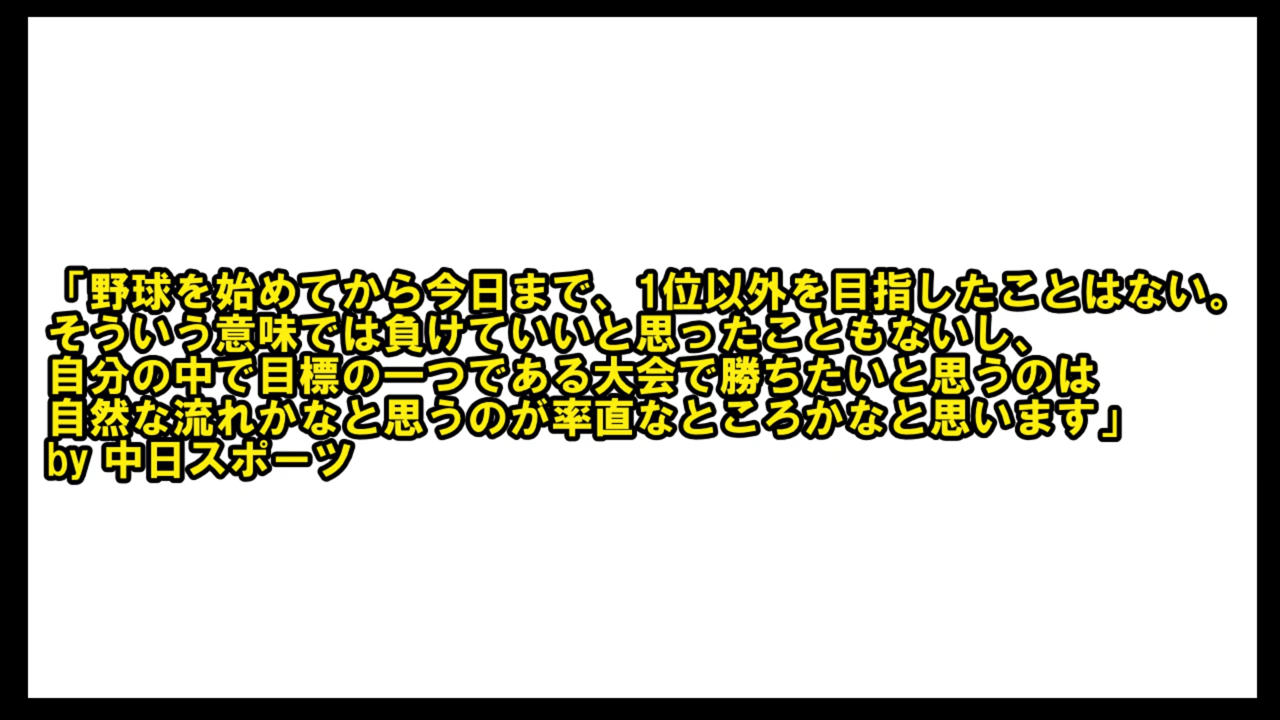 「野球を始めてから今日まで、1位以外を目指したことはない。
そういう意味では負けていいと思ったこともないし、
自分の中で目標の一つである大会で勝ちたいと思うのは
自然な流れかなと思うのが率直なところかなと思います」
by 中日スポーツ